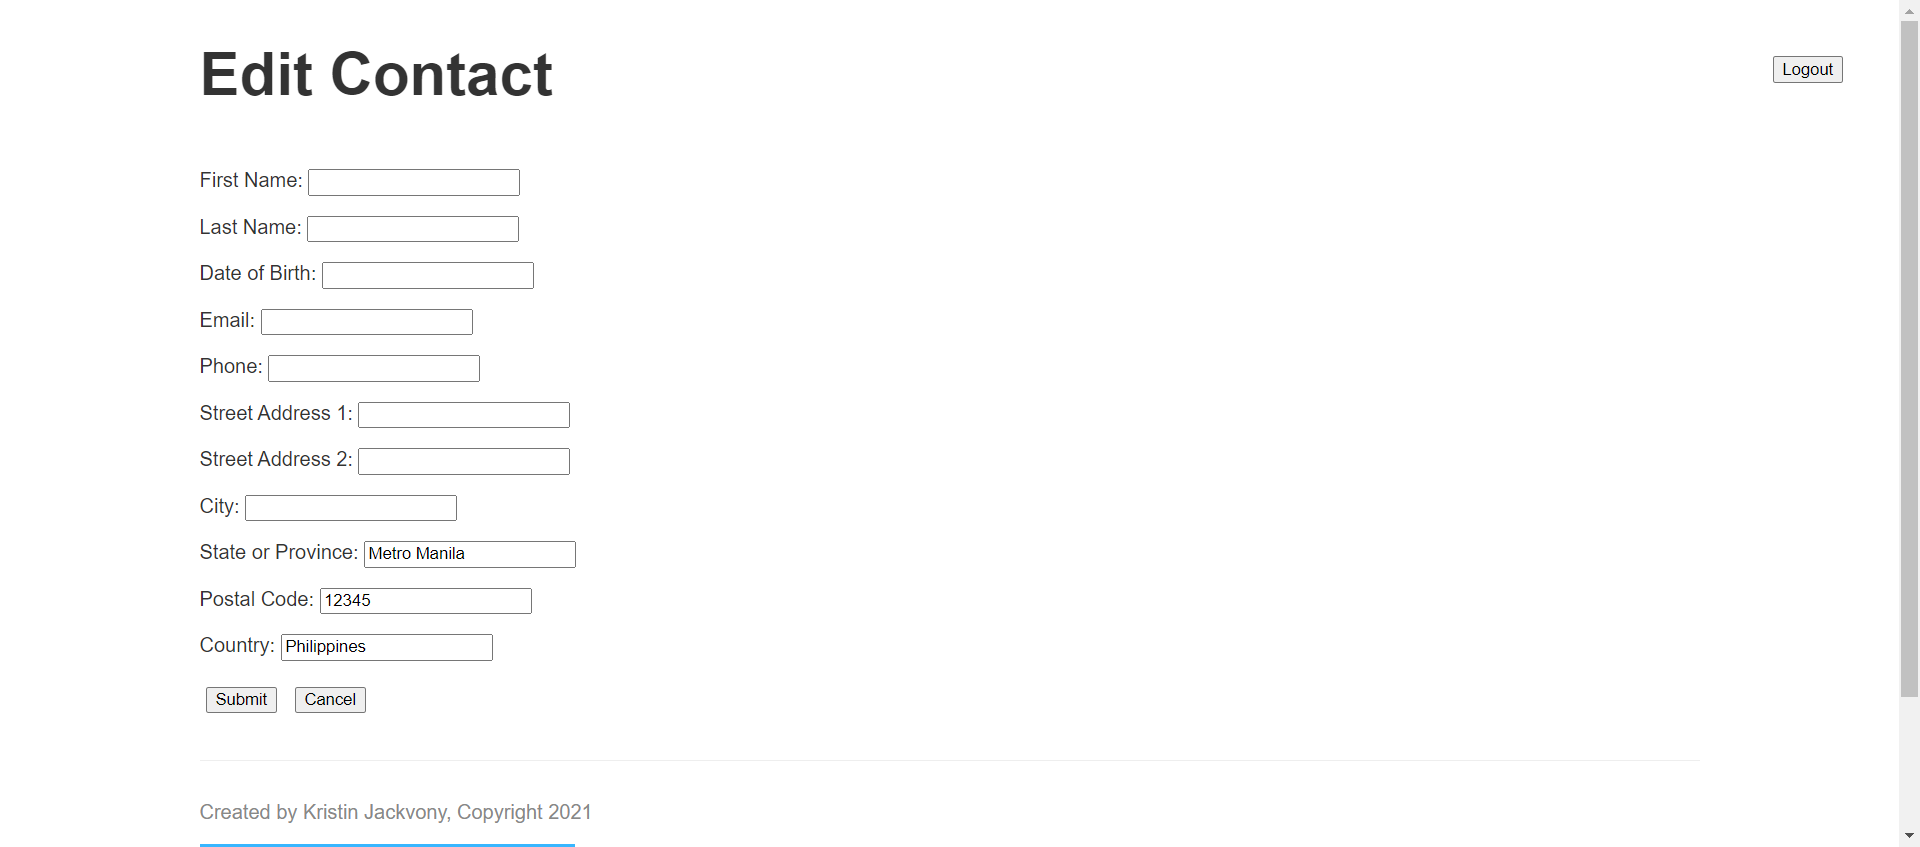 Edit Contact
Logout
First Name:
Last Name:
Date of Birth:
Email:
Phone:
Street Address 1:
Street Address 2:
City:
State or Province: Metro Manila
Postal Code: 12345
Country: Philippines
Submit Cancel
Created by Kristin Jackvony, Copyright 2021